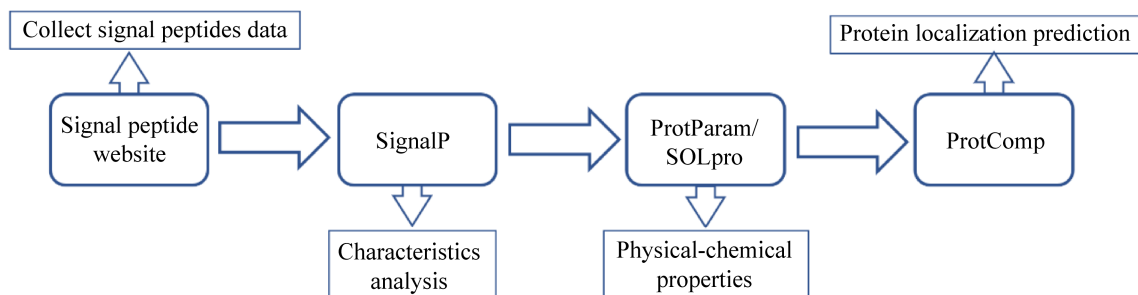 Collect signal peptides data
Protein localization prediction
Signal peptide
website
SignalP
ProtParam/
SOLpro
ProtComp
Characteristics
analysis
Physical-chemical
properties